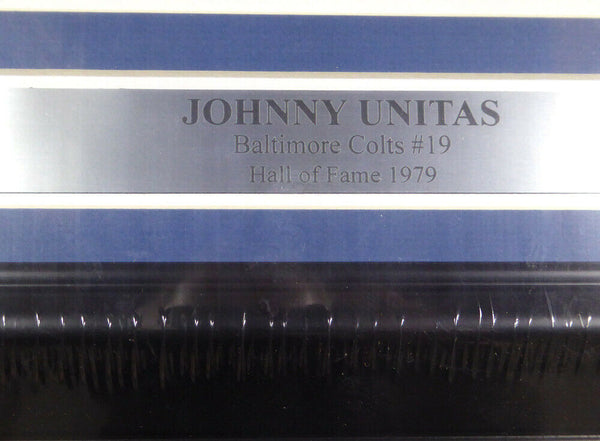 JOHNNY UNITAS
Baltimore Colts #19
Hall of Fame 1979